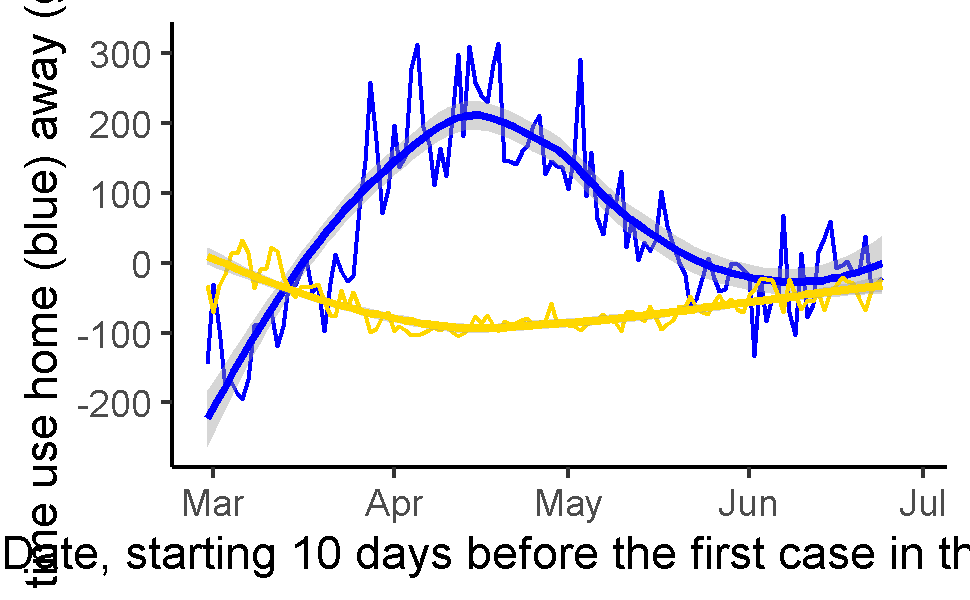 time use home (blue) away (
300
200
100
0
-100
-200
Mar Apr May Jun Jul
Date, starting 10 days before the first case in th